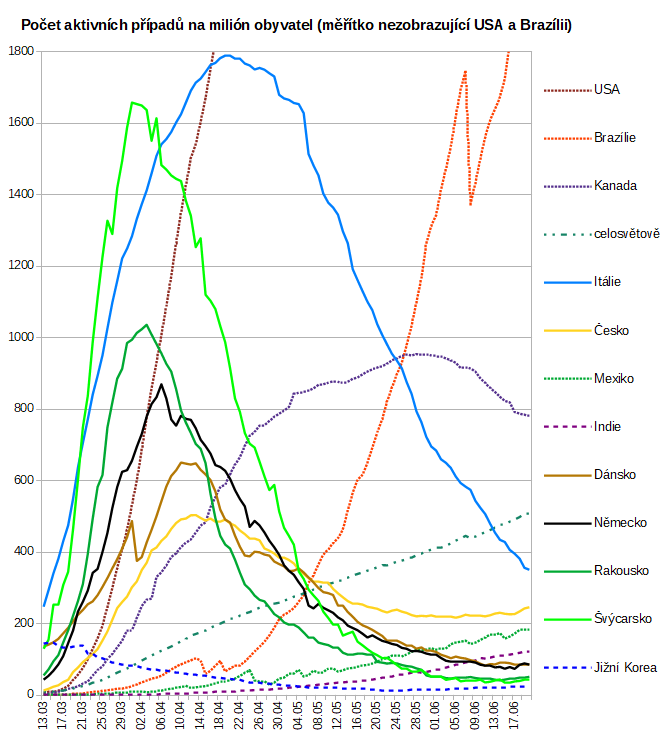 Počet aktivních případů na milión obyvatel (měřítko nezobrazující USA a Brazílii)
1800
1600
1400
1200
1000
800
600
400
200
0
USA
Brazílie
Kanada
celosvětově
Itálie
Česko
Mexiko
Indie
Dánsko
Německo
Rakousko
Švýcarsko
Jižní Korea
13.03
17.03
21.03
25.03
29.03
02.04
06.04
10.04
14.04
18.04
22.04
26.04
30.04
04.05
08.05
12.05
16.05
20.05
24.05
28.05
01.06
05.06
09.06
13.06
17.06